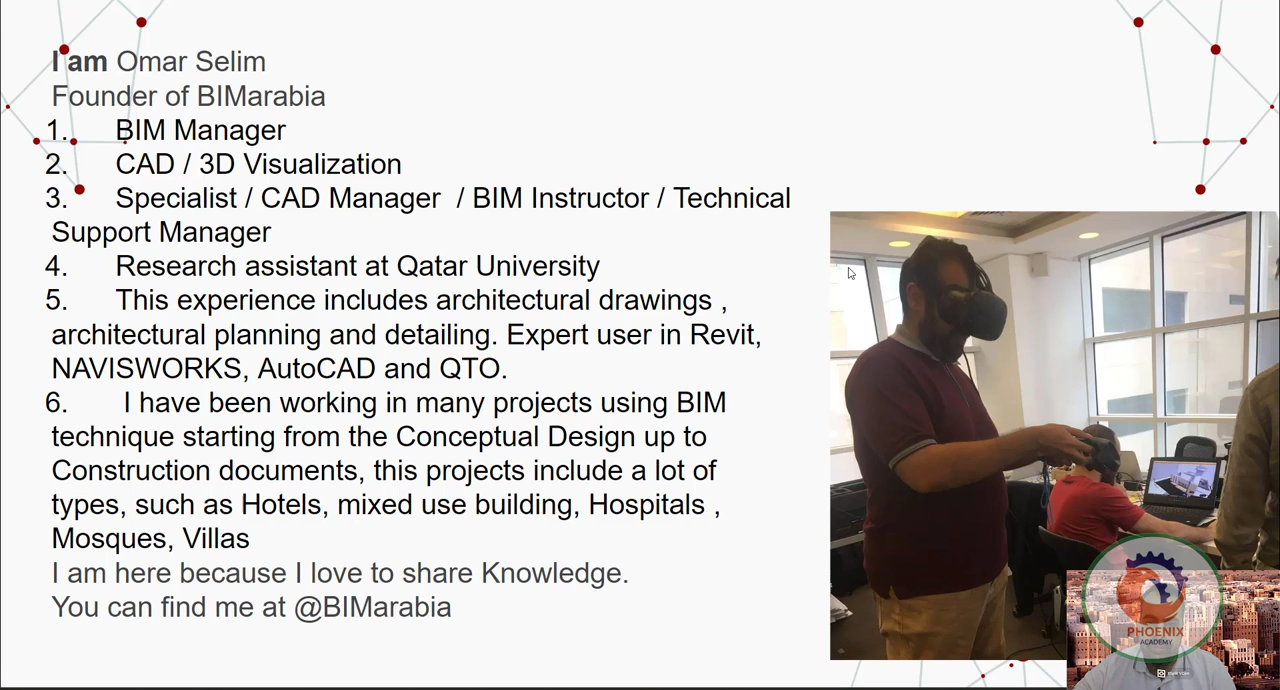 I am Omar Selim
Founder of BIMarabia
1. BIM Manager
2. CAD / 3D Visualization
3. Specialist / CAD Manager / BIM Instructor / Technical
Support Manager
4. Research assistant at Qatar University
5. This experience includes architectural drawings ,
architectural planning and detailing. Expert user in Revit,
NAVISWORKS, AutoCAD and QTO.
6. I have been working in many projects using BIM
technique starting from the Conceptual Design up to
Construction documents, this projects include a lot of
types, such as Hotels, mixed use building, Hospitals ,
Mosques, Villas
I am here because I love to share Knowledge.
You can find me at @BIMarabia
PHOENIX
ACADEMY